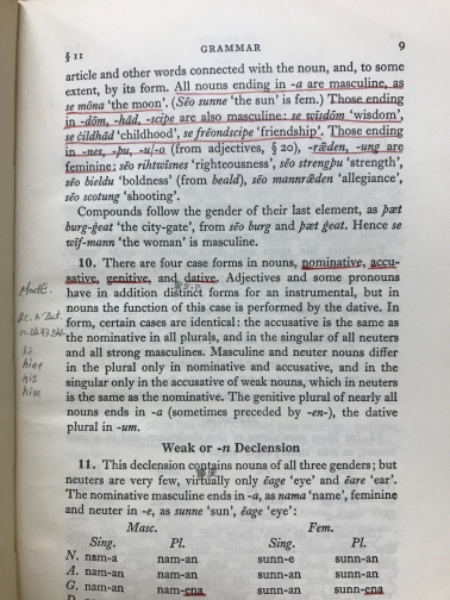 § 11 GRAMMAR 9
article and other words connected with the noun, and, to some
extent, by its form. All nouns ending in -a are masculine, as
se mōna 'the moon'. (Sēo sunne 'the sun' is fem.) Those ending
in -dōm, -hād, -scipe are also masculine: se wīsdōm 'wisdom',
se ċildhād 'childhood', se frēondscipe 'friendship'. Those ending
in -nes, -þu, -u/-o (from adjectives, § 20), -rǣden, -ung are
feminine: sēo rihtwīsnes 'righteousness', sēo strengþu 'strength',
sēo bieldu 'boldness' (from beald), sēo mannrǣden 'allegiance',
sēo scotung 'shooting'.
Compounds follow the gender of their last element, as þæt
burg-ġeat 'the city-gate', from sēo burg and þæt ġeat. Hence se
wīf-mann 'the woman' is masculine.
10. There are four case forms in nouns, nominative, accu-
sative, genitive, and dative. Adjectives and some pronouns
have in addition distinct forms for an instrumental, but in
nouns the function of this case is performed by the dative. In
form, certain cases are identical: the accusative is the same as
the nominative in all plurals, and in the singular of all neuters
and all strong masculines. Masculine and neuter nouns differ
in the plural only in nominative and accusative, and in the
singular only in the accusative of weak nouns, which in neuters
is the same as the nominative. The genitive plural of nearly all
nouns ends in -a (sometimes preceded by -en-), the dative
plural in -um.
ModE.
hine
his
him
Weak or -n Declension
11. This declension contains nouns of all three genders; but
neuters are very few, virtually only ēage 'eye' and ēare 'ear'.
The nominative masculine ends in -a, as nama 'name', feminine
and neuter in -e, as sunne 'sun', ēage 'eye':
Masc. Fem.
Sing. Pl. Sing. Pl.
N. nam-a nam-an sunn-e sunn-an
A. nam-an nam-an sunn-an sunn-an
G. nam-an nam-ena sunn-an sunn-ena